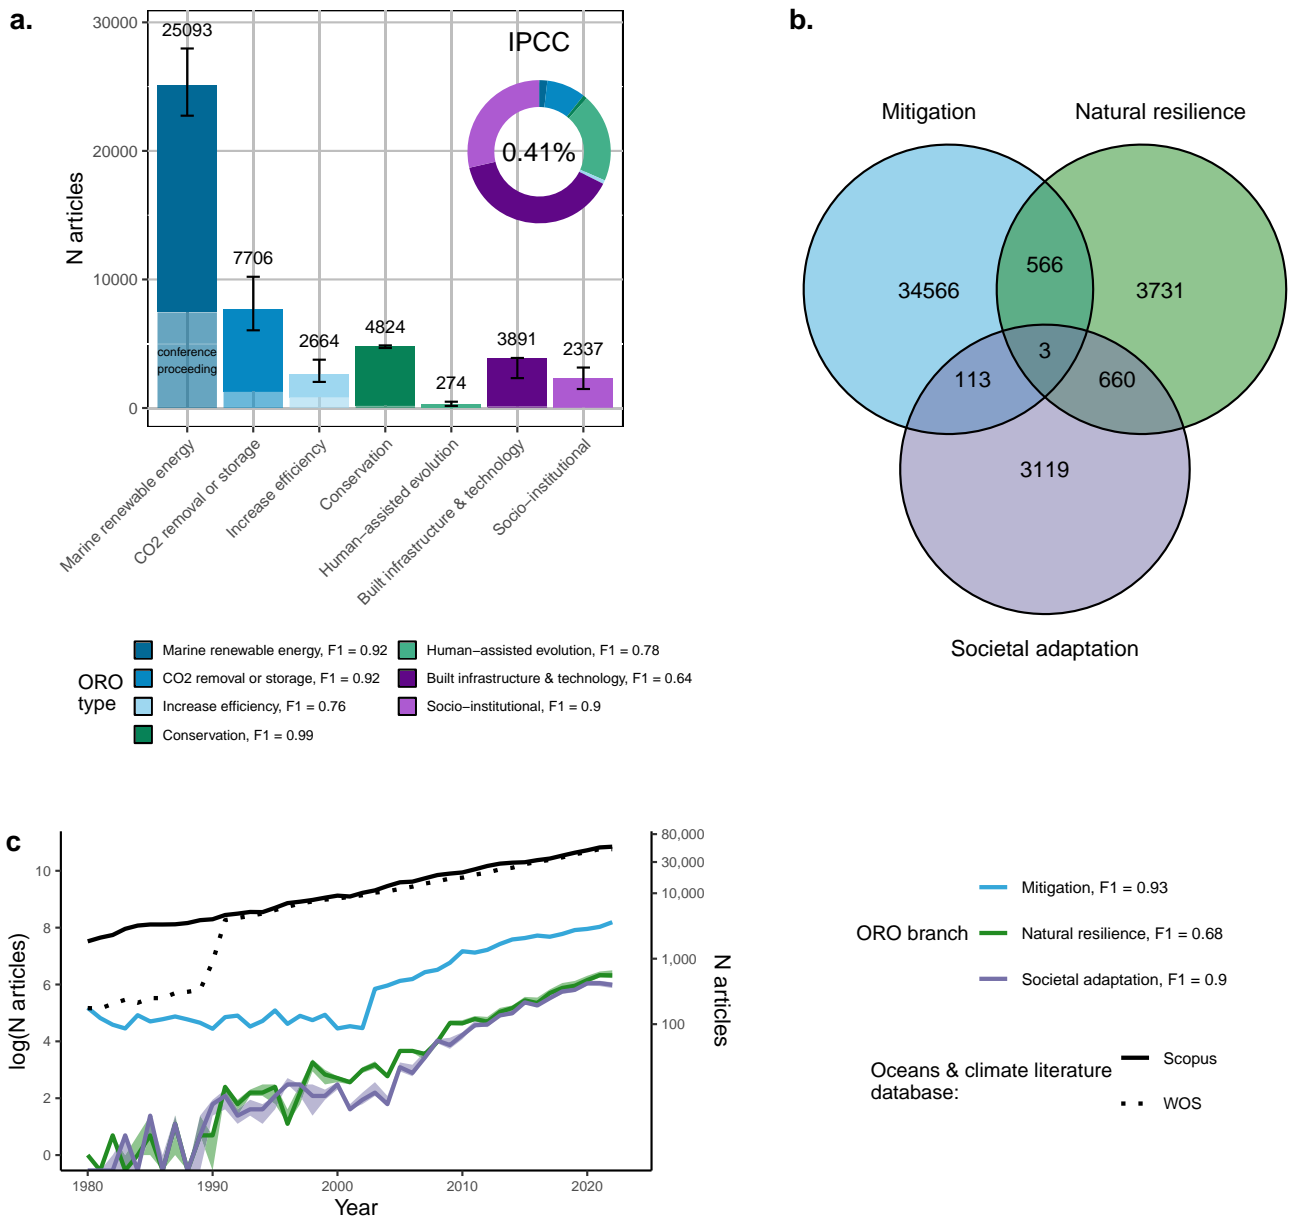 a.
30000
20000
10000
0
N articles
25093
7706
2664
4824
274
3891
2337
conference
proceeding
IPCC
0.41%
Marine renewable energy
CO2 removal or storage
Increase efficiency
Conservation
Human−assisted evolution
Built infrastructure & technology
Socio−institutional
ORO
type
Marine renewable energy, F1 = 0.92
CO2 removal or storage, F1 = 0.92
Increase efficiency, F1 = 0.76
Conservation, F1 = 0.99
Human−assisted evolution, F1 = 0.78
Built infrastructure & technology, F1 = 0.64
Socio−institutional, F1 = 0.9
b.
Mitigation
Natural resilience
34566
566
3731
3
113
660
3119
Societal adaptation
c
10
8
6
4
2
0
log(N articles)
80,000
30,000
10,000
1,000
100
N articles
1980
1990
2000
2010
2020
Year
ORO branch
Mitigation, F1 = 0.93
Natural resilience, F1 = 0.68
Societal adaptation, F1 = 0.9
Oceans & climate literature
database:
Scopus
WOS